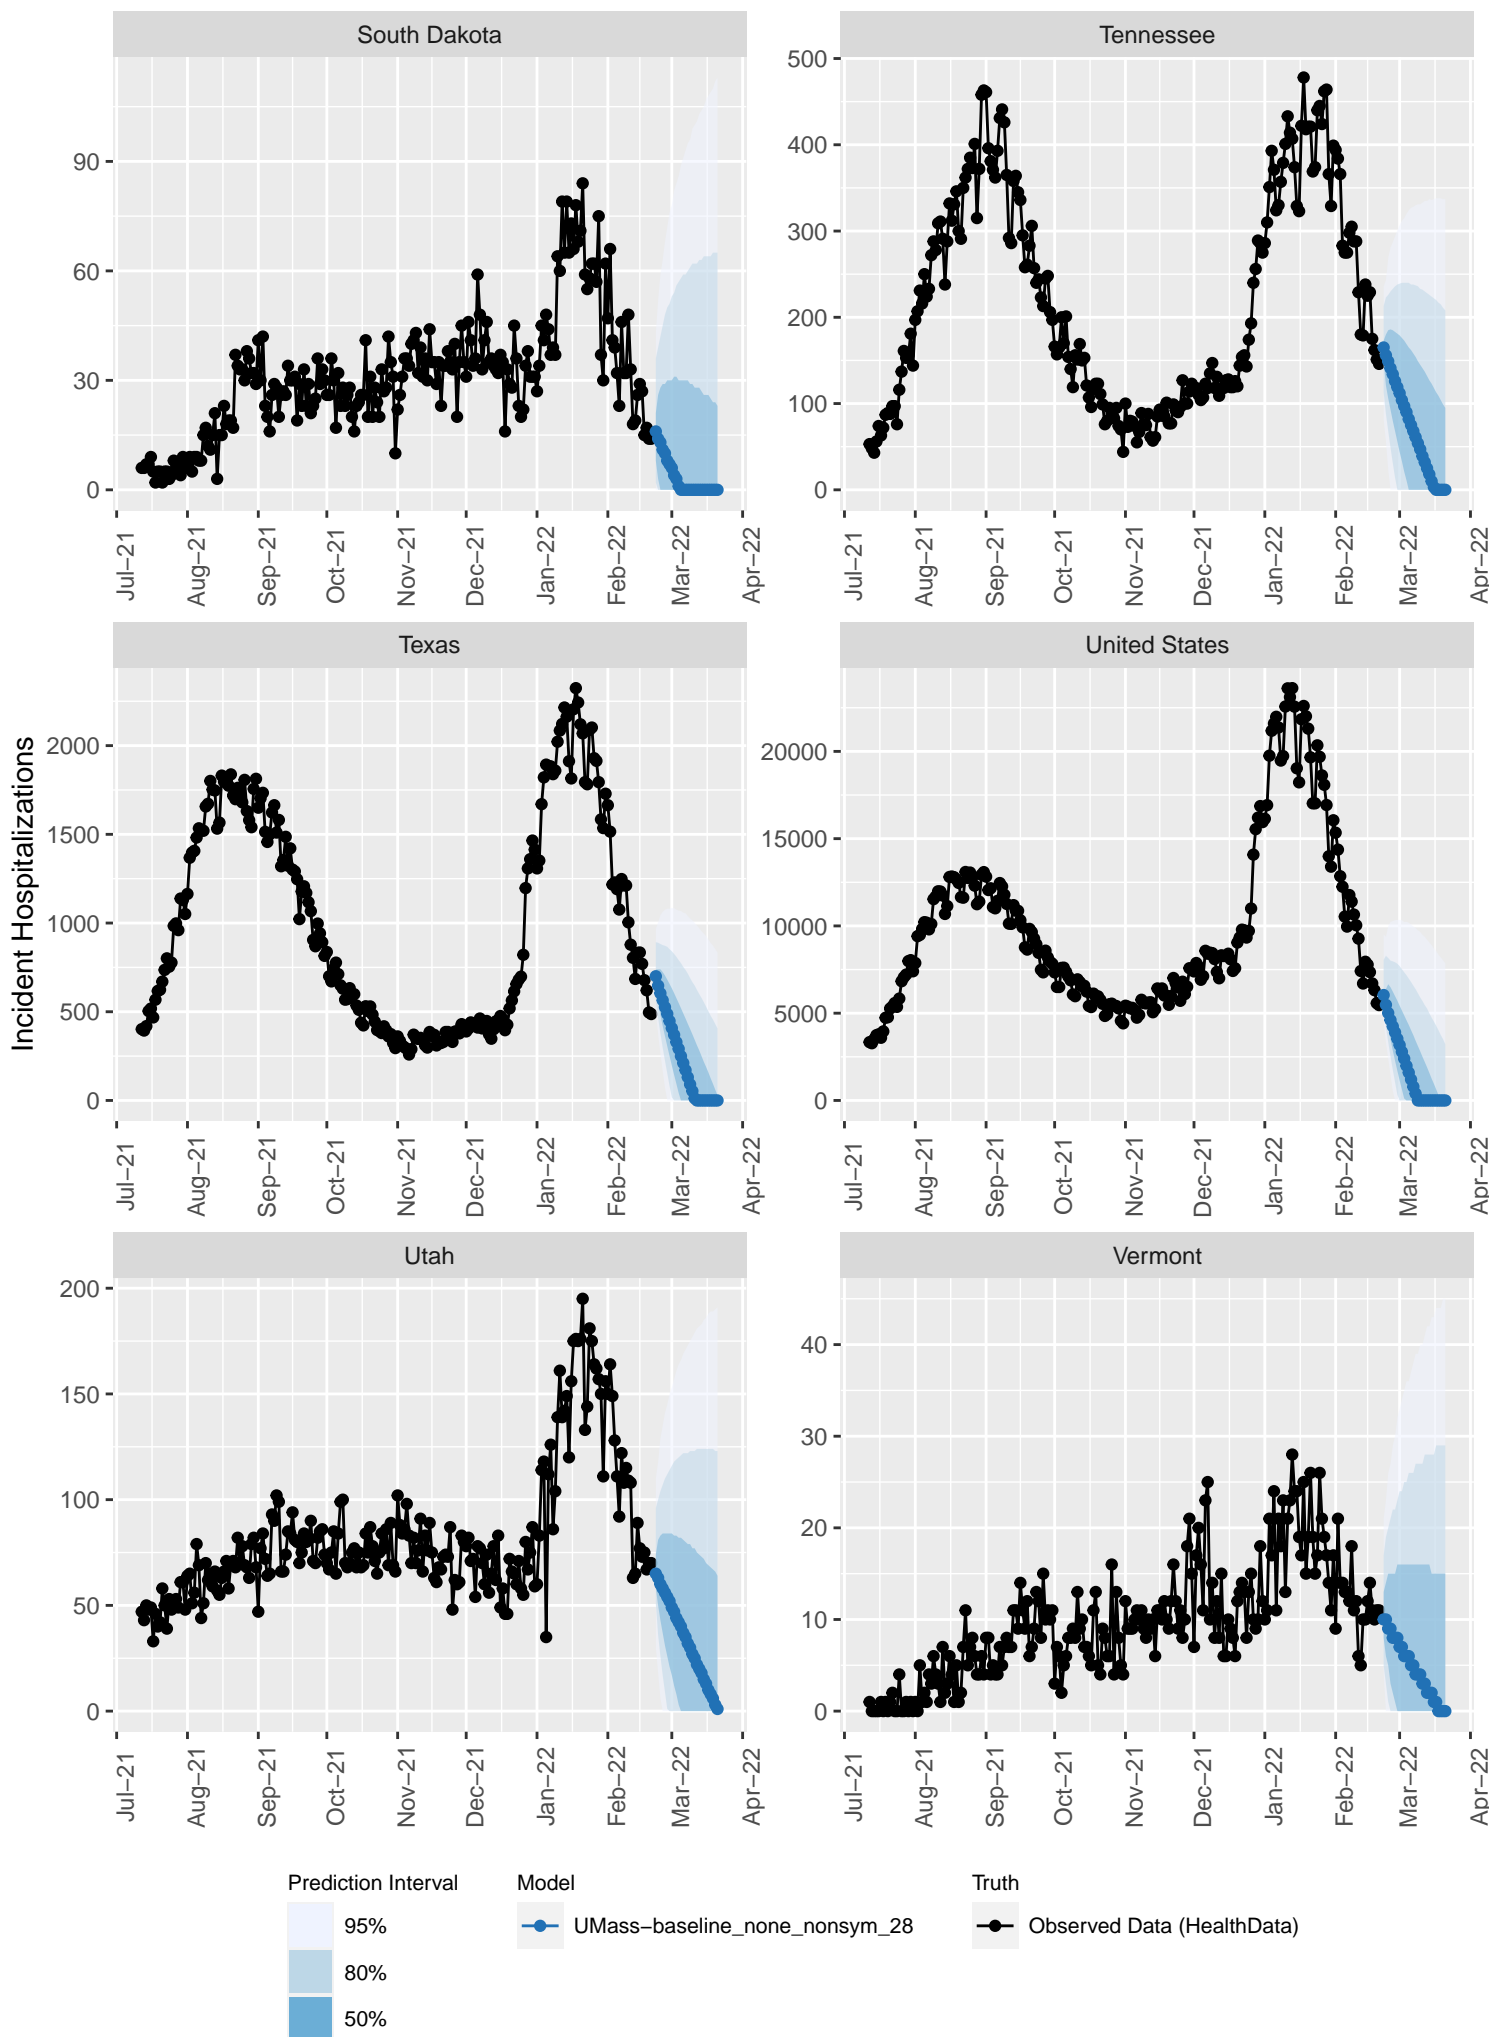 South Dakota
Tennessee
90
60
30
0
500
400
300
200
100
0
Jul−21
Aug−21
Sep−21
Oct−21
Nov−21
Dec−21
Jan−22
Feb−22
Mar−22
Apr−22
Jul−21
Aug−21
Sep−21
Oct−21
Nov−21
Dec−21
Jan−22
Feb−22
Mar−22
Apr−22
Incident Hospitalizations
Texas
United States
2000
1500
1000
500
0
20000
15000
10000
5000
0
Jul−21
Aug−21
Sep−21
Oct−21
Nov−21
Dec−21
Jan−22
Feb−22
Mar−22
Apr−22
Jul−21
Aug−21
Sep−21
Oct−21
Nov−21
Dec−21
Jan−22
Feb−22
Mar−22
Apr−22
Utah
Vermont
200
150
100
50
0
40
30
20
10
0
Jul−21
Aug−21
Sep−21
Oct−21
Nov−21
Dec−21
Jan−22
Feb−22
Mar−22
Apr−22
Jul−21
Aug−21
Sep−21
Oct−21
Nov−21
Dec−21
Jan−22
Feb−22
Mar−22
Apr−22
Prediction Interval
95%
80%
50%
Model
UMass−baseline_none_nonsym_28
Truth
Observed Data (HealthData)